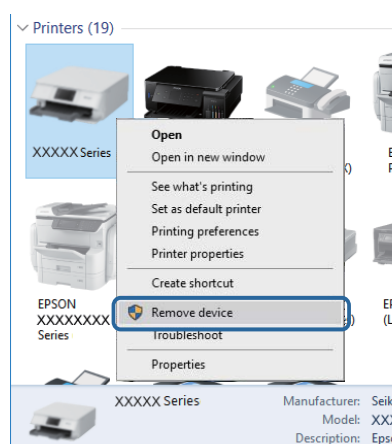 Printers (19)
XXXXX Series
Open
Open in new window
See what's printing
Set as default printer
Printing preferences
Printer properties
Create shortcut
Remove device
Troubleshoot
Properties
EPSON
XXXXXXXX
Series
XXXXX Series
Manufacturer:
Model:
Description: